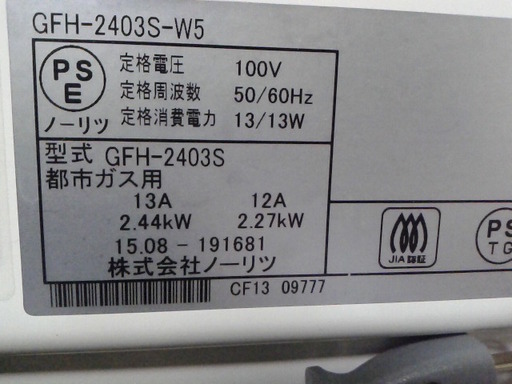 GFH-2403S-W5
PS
E
ノーリツ
定格電圧 100V
定格周波数 50/60Hz
定格消費電力 13/13W
型式 GFH-2403S
都市ガス用
13A 12A
2.44kW 2.27kW
15.08-191681
株式会社ノーリツ
CF13 09777
JIA 認証
PS
TG